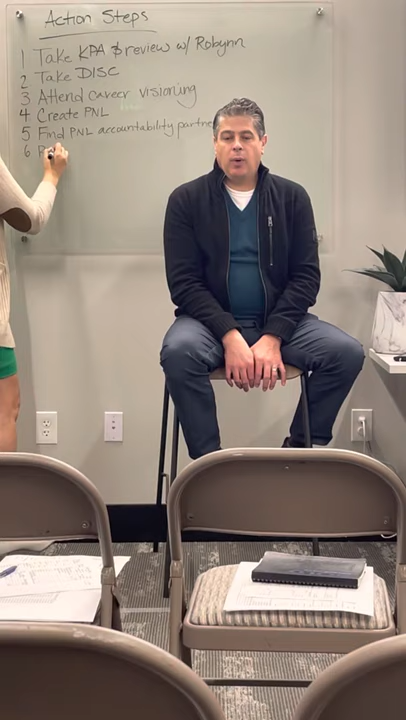 Action Steps
1 Take KPA & review w/ Robynn
2 Take DISC
3 Attend career visioning
4 Create PNL
5 Find PNL accountability partne
6